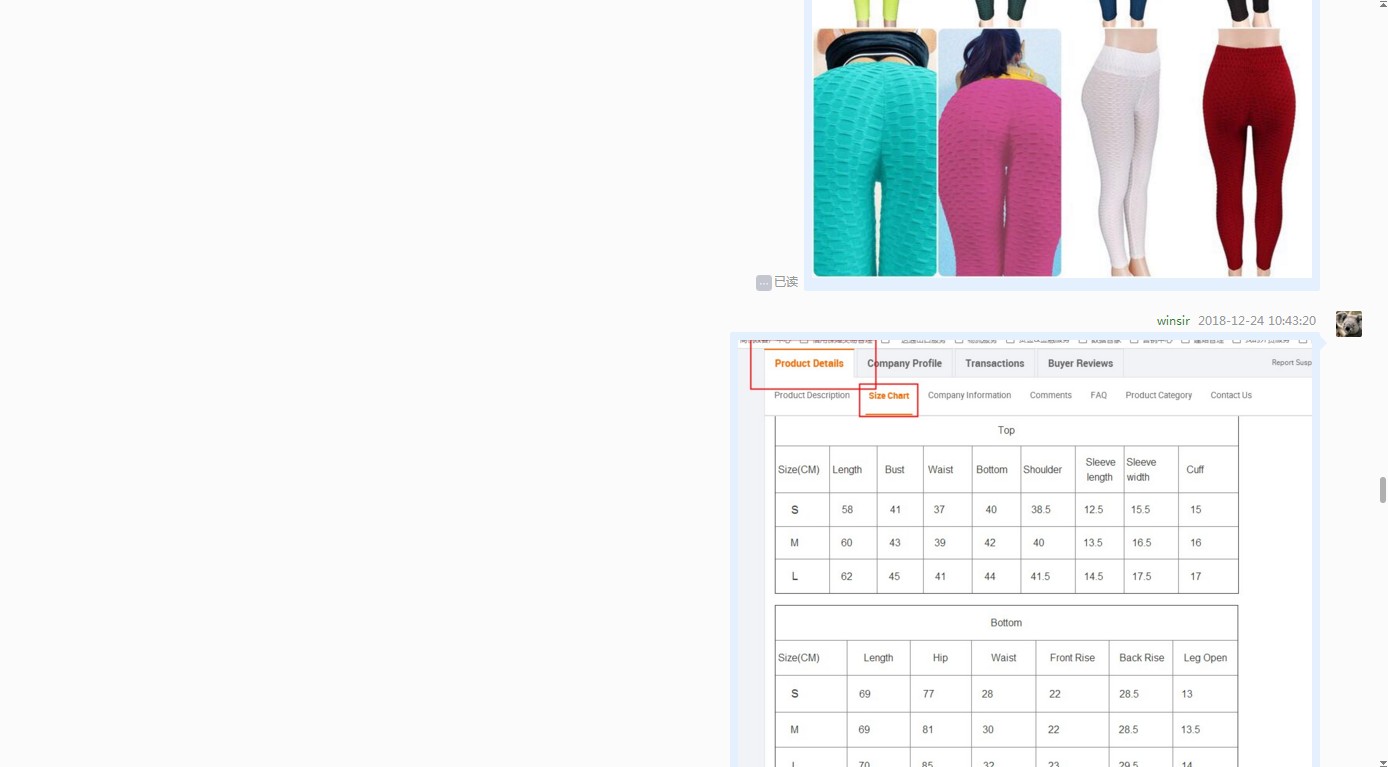 已读
winsir 2018-12-24 10:43:20
Product Details Company Profile Transactions Buyer Reviews Report Susp
Product Description Size Chart Company Information Comments FAQ Product Category Contact Us
Top
Size(CM) Length Bust Waist Bottom Shoulder Sleeve length Sleeve width Cuff
S 58 41 37 40 38.5 12.5 15.5 15
M 60 43 39 42 40 13.5 16.5 16
L 62 45 41 44 41.5 14.5 17.5 17
Bottom
Size(CM) Length Hip Waist Front Rise Back Rise Leg Open
S 69 77 28 22 28.5 13
M 69 81 30 22 28.5 13.5
L 70 85 32 23 29.5 14